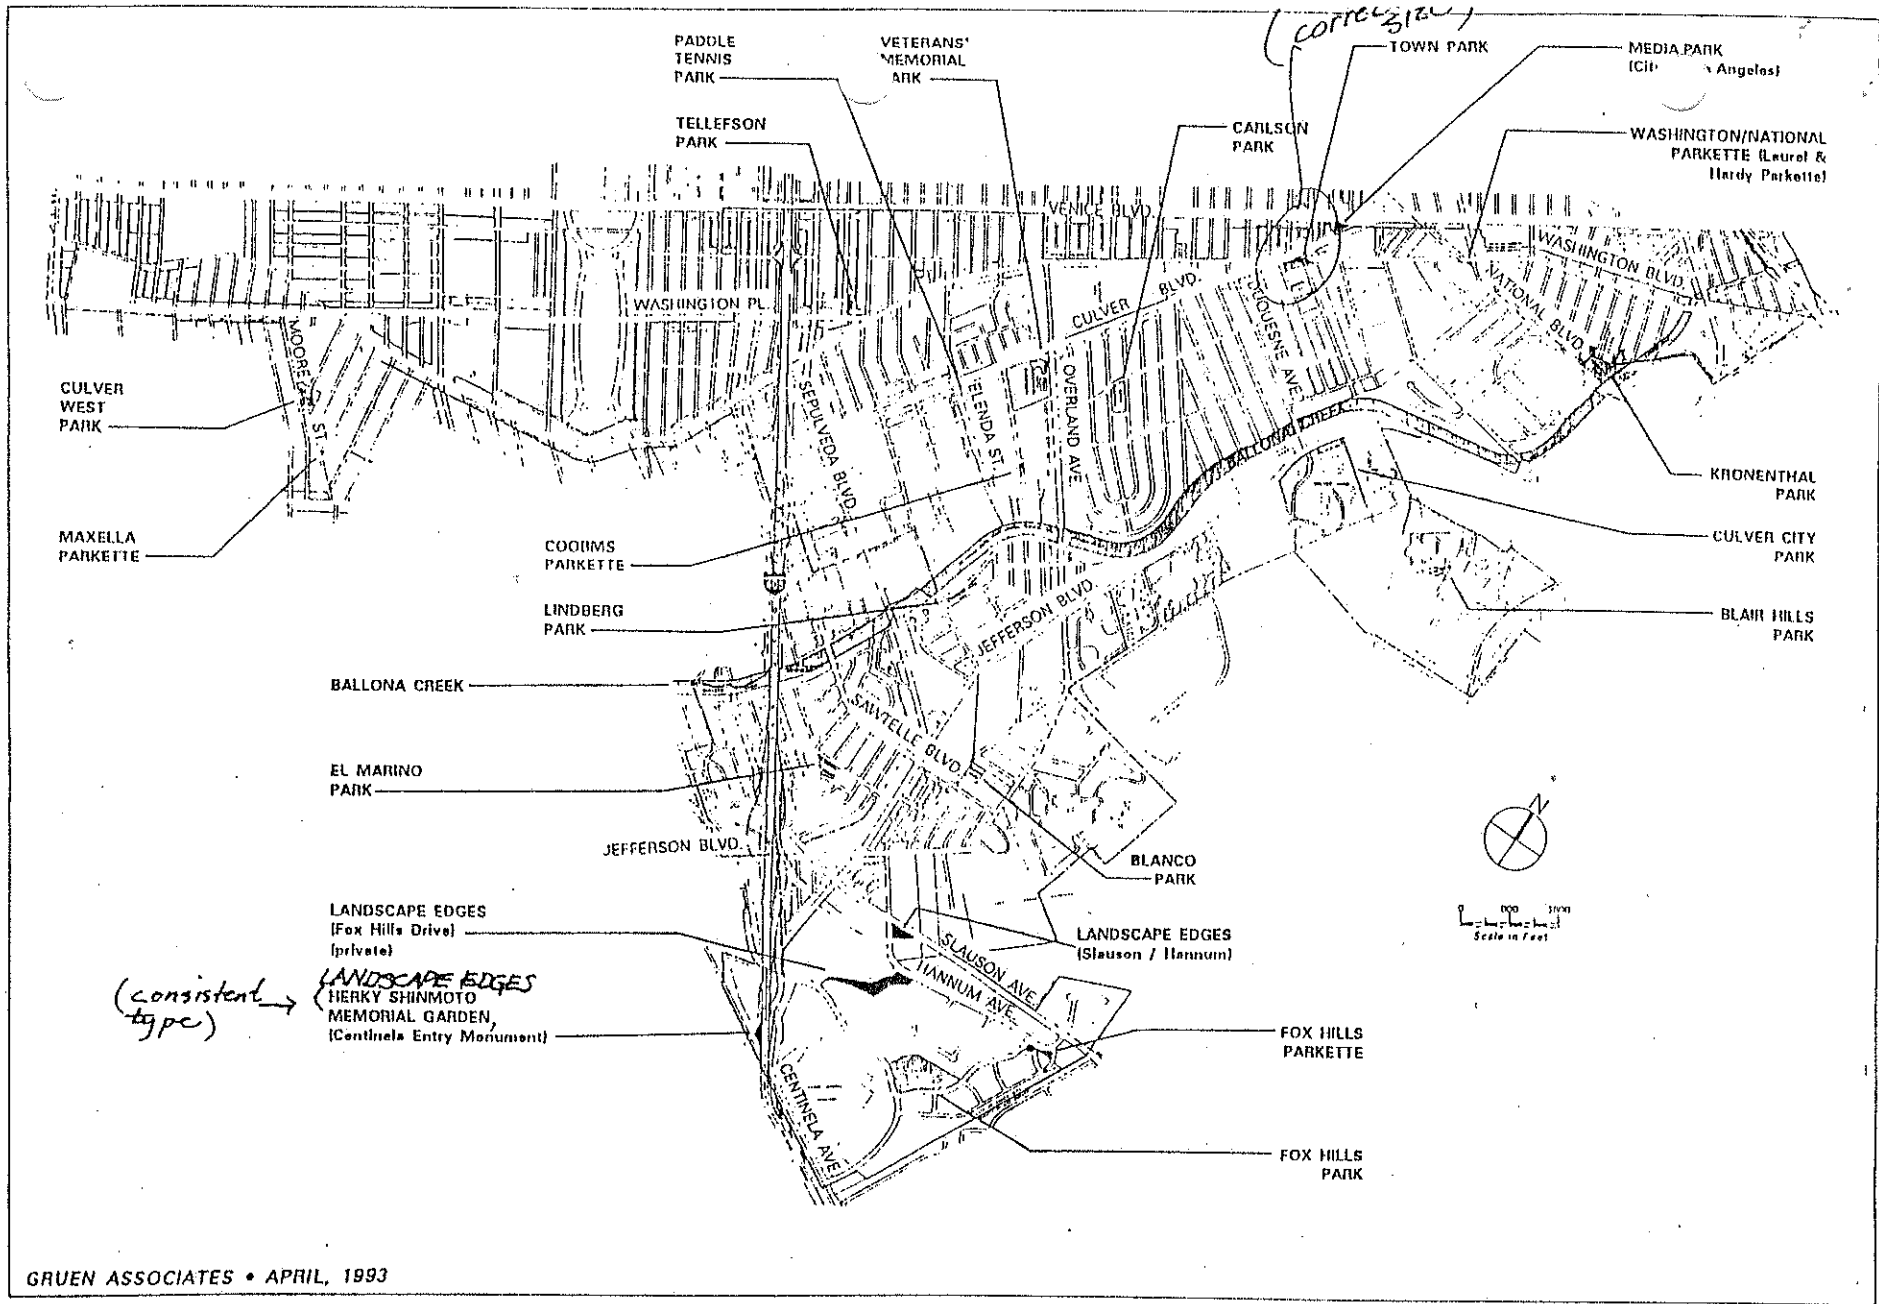 PADDLE
TENNIS
PARK
VETERANS'
MEMORIAL
ARK
TOWN PARK
MEDIA PARK
Angeles)
TELLEFSON
PARK
CARLSON
PARK
WASHINGTON/NATIONAL
PARKETTE (Laurel &
Hardy Parkette)
VENICE BLVD.
WASHINGTON BLVD.
WASHINGTON PL.
CULVER BLVD.
DUQUESNE AVE.
NATIONAL BLVD.
MOORE ST.
CULVER
WEST
PARK
SEPULVEDA BLVD.
ELENDA ST.
OVERLAND AVE.
BALLONA CREEK
KRONENTHAL
PARK
MAXELLA
PARKETTE
COOMBS
PARKETTE
CULVER CITY
PARK
LINDBERG
PARK
JEFFERSON BLVD.
BLAIR HILLS
PARK
BALLONA CREEK
SAWTELLE BLVD.
EL MARINO
PARK
N
JEFFERSON BLVD.
BLANCO
PARK
LANDSCAPE EDGES
(Fox Hills Drive)
(private)
LANDSCAPE EDGES
(Slauson / Hannum)
SLAUSON AVE.
HANNUM AVE.
Scale in Feet
(consistent
type)
LANDSCAPE EDGES
HERKY SHINMOTO
MEMORIAL GARDEN,
(Centinela Entry Monument)
FOX HILLS
PARKETTE
CENTINELA AVE.
FOX HILLS
PARK
GRUEN ASSOCIATES • APRIL, 1993